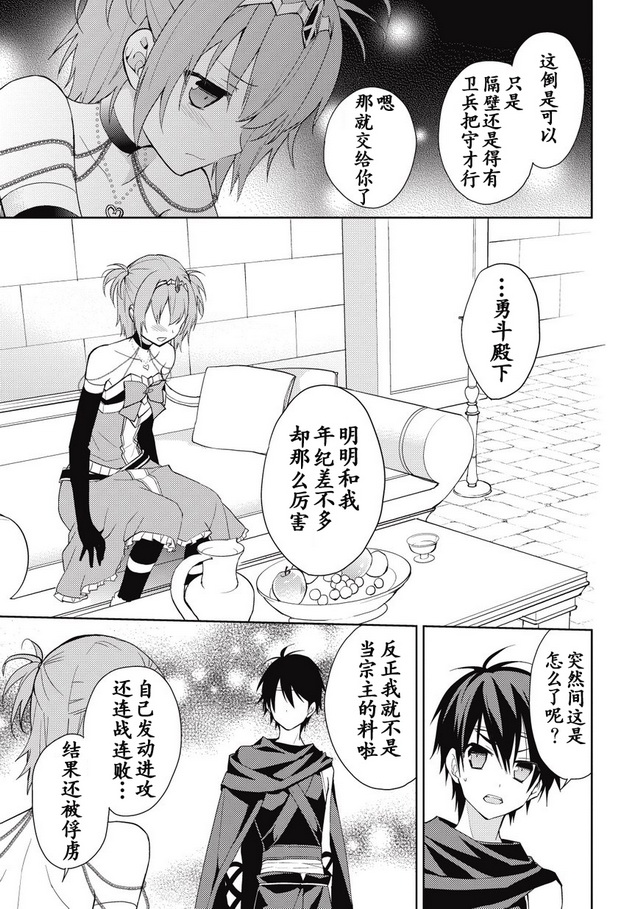 这倒是可以
只是
隔壁还是得有
卫兵把守才行
嗯
那就交给你了
…勇斗殿下
明明和我
年纪差不多
却那么厉害
突然间这是
怎么了呢？
反正我就不是
当宗主的料啦
自己发动进攻
还连战连败…
结果还被俘虏